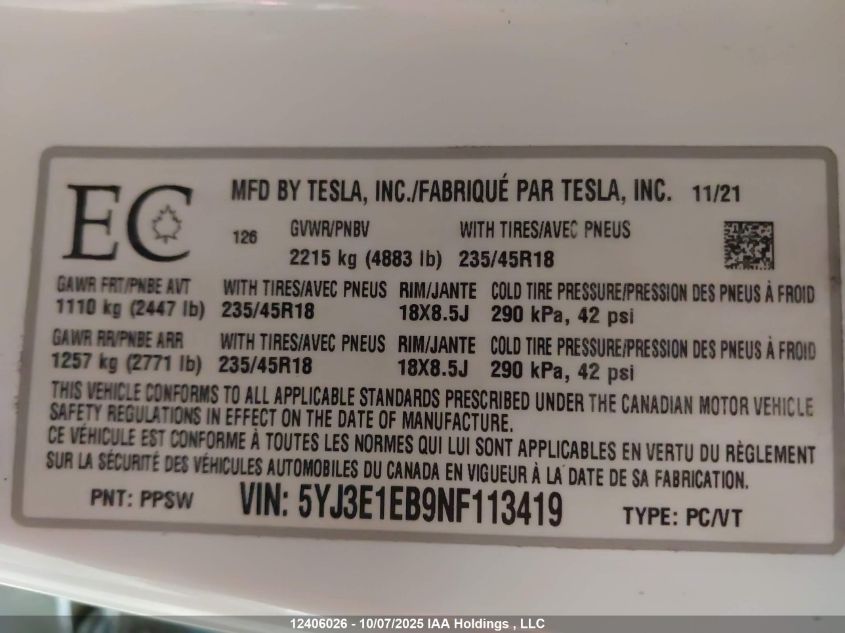 EC
MFD BY TESLA, INC./FABRIQUÉ PAR TESLA, INC. 11/21
126 GVWR/PNBV WITH TIRES/AVEC PNEUS
2215 kg (4883 lb) 235/45R18
GAWR FRT/PNBE AVT WITH TIRES/AVEC PNEUS RIM/JANTE COLD TIRE PRESSURE/PRESSION DES PNEUS À FROID
1110 kg (2447 lb) 235/45R18 18X8.5J 290 kPa, 42 psi
GAWR RR/PNBE ARR WITH TIRES/AVEC PNEUS RIM/JANTE COLD TIRE PRESSURE/PRESSION DES PNEUS À FROID
1257 kg (2771 lb) 235/45R18 18X8.5J 290 kPa, 42 psi
THIS VEHICLE CONFORMS TO ALL APPLICABLE STANDARDS PRESCRIBED UNDER THE CANADIAN MOTOR VEHICLE
SAFETY REGULATIONS IN EFFECT ON THE DATE OF MANUFACTURE.
CE VÉHICULE EST CONFORME À TOUTES LES NORMES QUI LUI SONT APPLICABLES EN VERTU DU RÈGLEMENT
SUR LA SÉCURITÉ DES VÉHICULES AUTOMOBILES DU CANADA EN VIGUEUR À LA DATE DE SA FABRICATION.
PNT: PPSW VIN: 5YJ3E1EB9NF113419 TYPE: PC/VT
12406026 - 10/07/2025 IAA Holdings , LLC